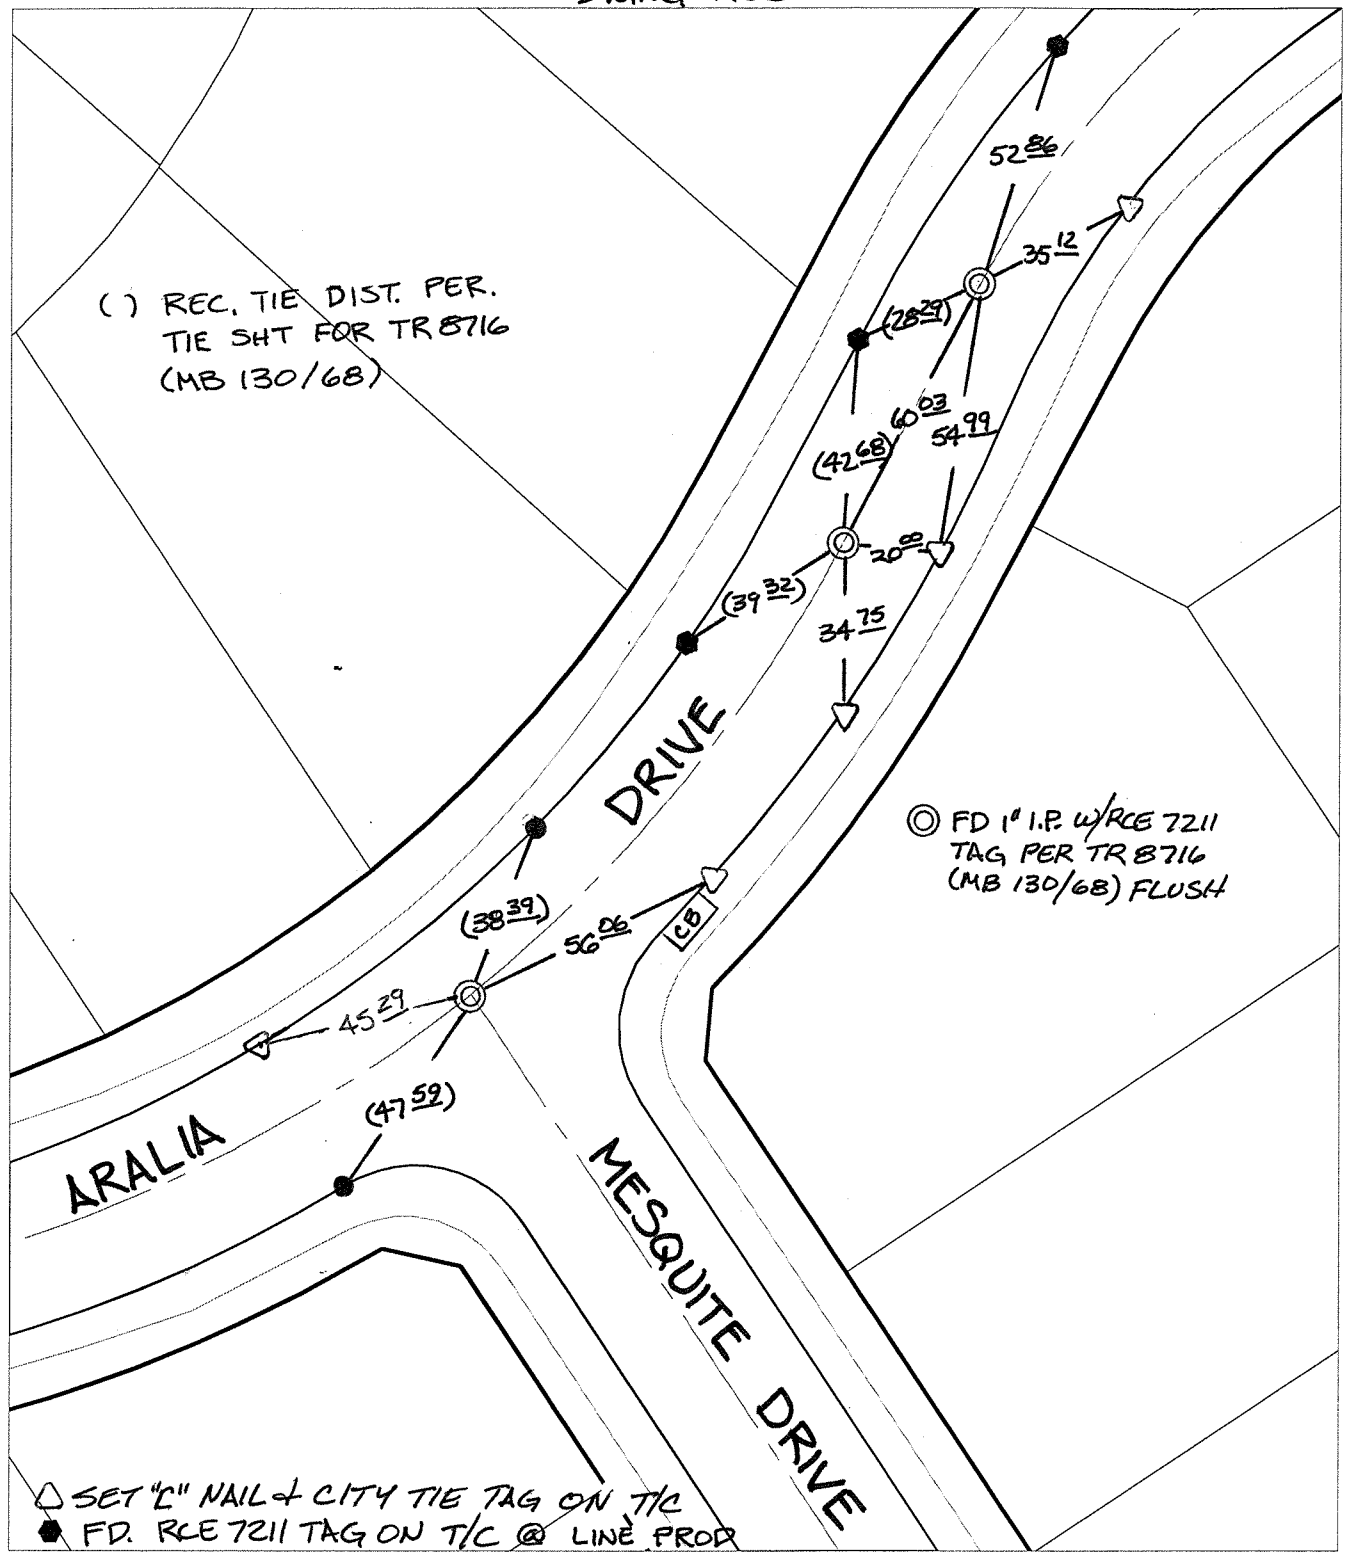 52 86
35 12
( ) REC. TIE DIST. PER.
TIE SHT FOR TR 8716
(MB 130/68)
(28 29)
60 03
54 99
(42 68)
20 00
(39 32)
34 75
DRIVE
FD 1" I.P. W/RCE 7211
TAG PER TR 8716
(MB 130/68) FLUSH
(38 39)
56 06
CB
45 29
(47 59)
ARALIA
MESQUITE DRIVE
SET "L" NAIL & CITY TIE TAG ON T/C
FD. RCE 7211 TAG ON T/C @ LINE PROD